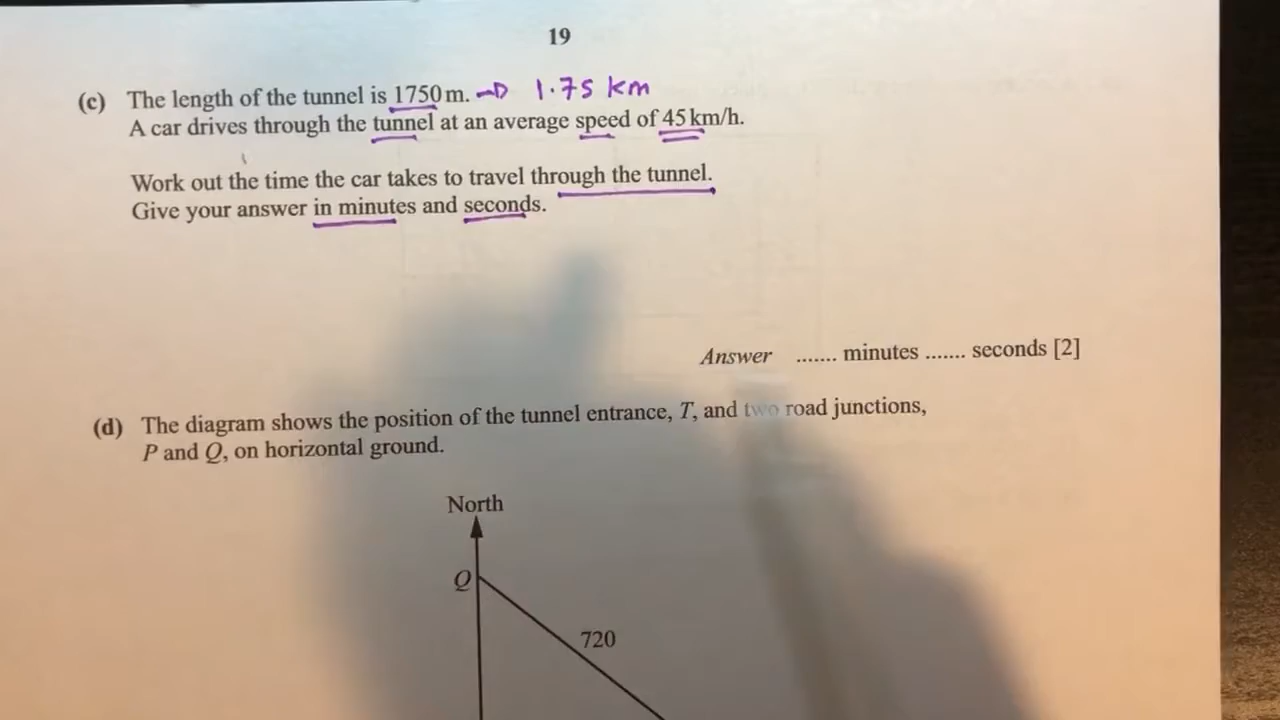 19
(c) The length of the tunnel is 1750 m. → 1.75 km
A car drives through the tunnel at an average speed of 45 km/h.
Work out the time the car takes to travel through the tunnel.
Give your answer in minutes and seconds.
Answer ....... minutes ....... seconds [2]
(d) The diagram shows the position of the tunnel entrance, T, and two road junctions,
P and Q, on horizontal ground.
North
Q
720